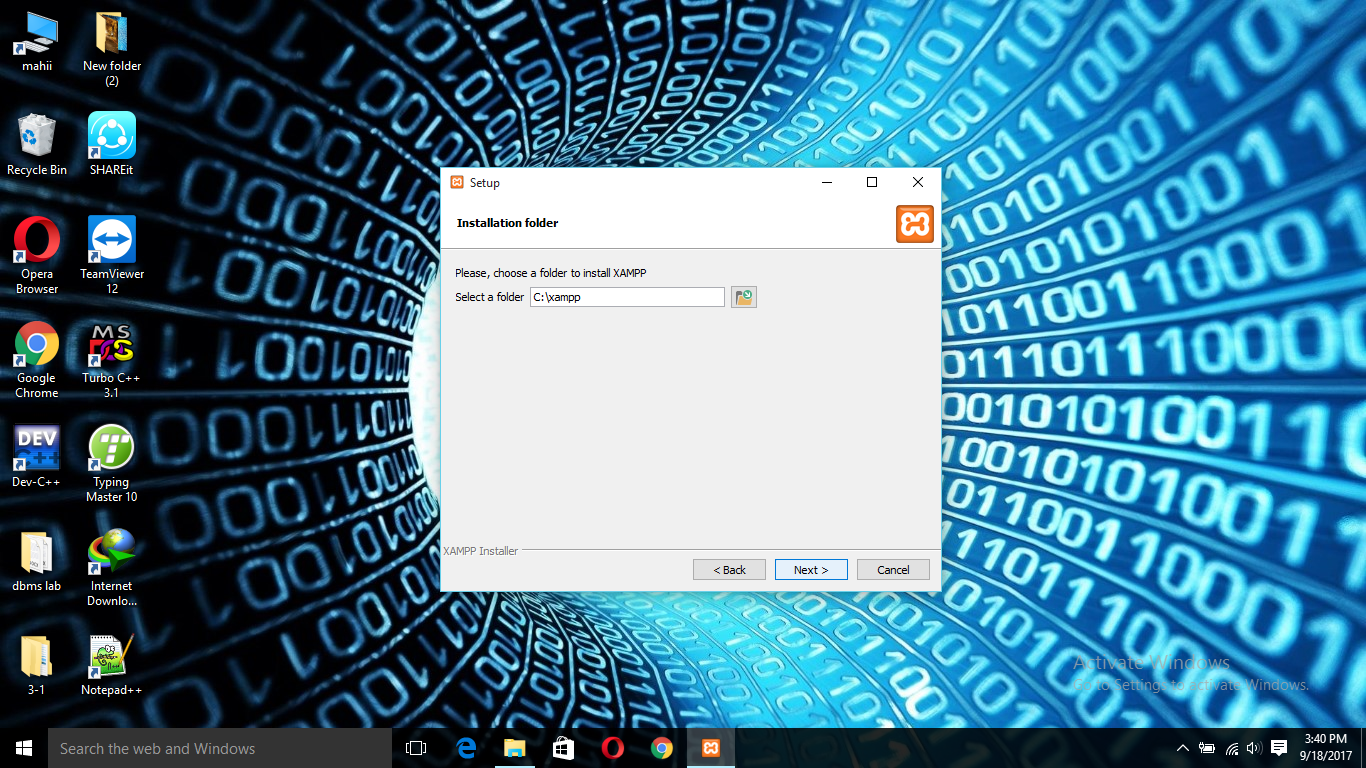 mahii
New folder
(2)
Recycle Bin
SHAREit
Opera
Browser
TeamViewer
12
Google
Chrome
Turbo C++
3.1
DEV
C++
Dev-C++
Typing
Master 10
dbms lab
Internet
Downlo...
3-1
Notepad++
Setup
Installation folder
Please, choose a folder to install XAMPP
Select a folder C:\xampp
XAMPP Installer
< Back Next > Cancel
Activate Windows
Go to Settings to activate Windows.
Search the web and Windows
3:40 PM
9/18/2017